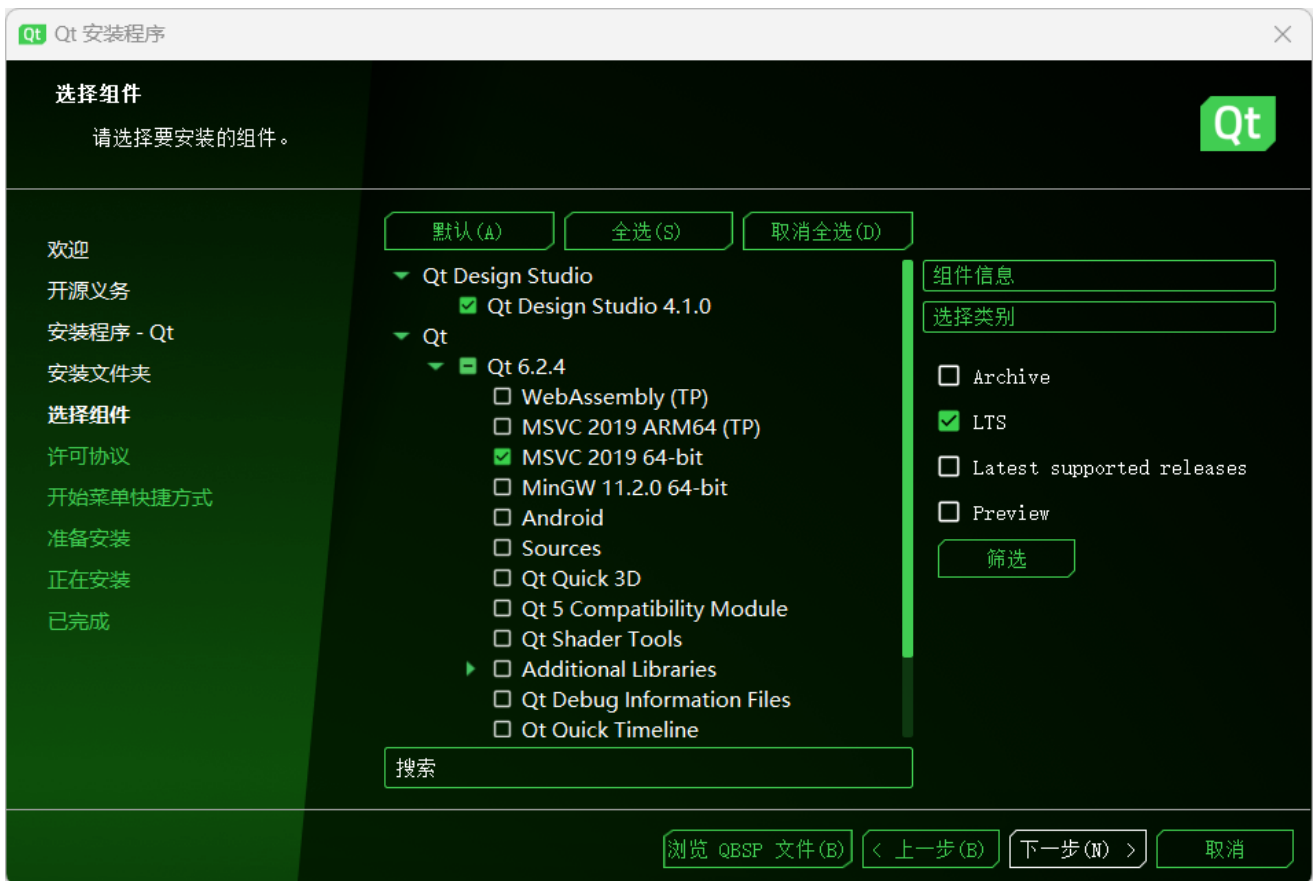 Qt Qt 安装程序
选择组件
请选择要安装的组件。
Qt
欢迎
开源义务
安装程序 - Qt
安装文件夹
选择组件
许可协议
开始菜单快捷方式
准备安装
正在安装
已完成
默认(A) 全选(S) 取消全选(D)
Qt Design Studio
Qt Design Studio 4.1.0
Qt
Qt 6.2.4
WebAssembly (TP)
MSVC 2019 ARM64 (TP)
MSVC 2019 64-bit
MinGW 11.2.0 64-bit
Android
Sources
Qt Quick 3D
Qt 5 Compatibility Module
Qt Shader Tools
Additional Libraries
Qt Debug Information Files
Qt Quick Timeline
搜索
组件信息
选择类别
Archive
LTS
Latest supported releases
Preview
筛选
浏览 QBSP 文件(B) < 上一步(B) 下一步(N) > 取消